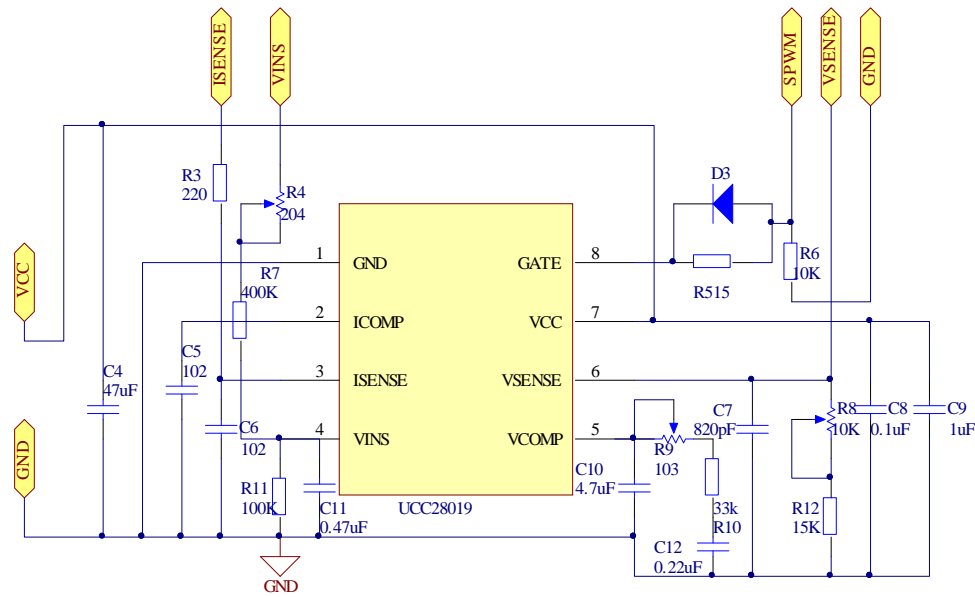 ISENSE
VINS
SPWM
VSENSE
GND
R3
220
R4
204
D3
R6
10K
VCC
1
GND
GATE
8
R515
R7
400K
2
ICOMP
VCC
7
C4
47uF
C5
102
3
ISENSE
VSENSE
6
C6
102
4
VINS
VCOMP
5
C7
820pF
R8
10K
C8
0.1uF
C9
1uF
GND
R9
103
C10
4.7uF
R11
100K
C11
0.47uF
UCC28019
33k
R10
R12
15K
C12
0.22uF
GND